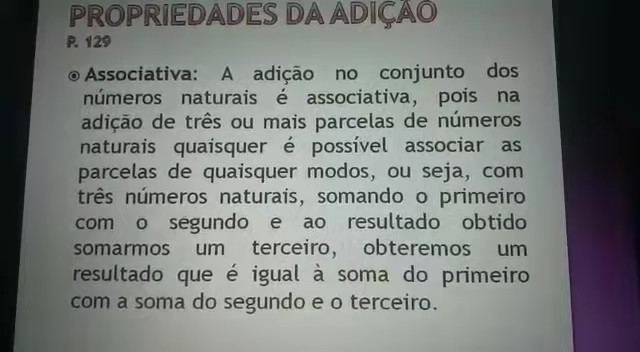 PROPRIEDADES DA ADIÇÃO
P. 129
Associativa: A adição no conjunto dos
números naturais é associativa, pois na
adição de três ou mais parcelas de números
naturais quaisquer é possível associar as
parcelas de quaisquer modos, ou seja, com
três números naturais, somando o primeiro
com o segundo e ao resultado obtido
somarmos um terceiro, obteremos um
resultado que é igual à soma do primeiro
com a soma do segundo e o terceiro.